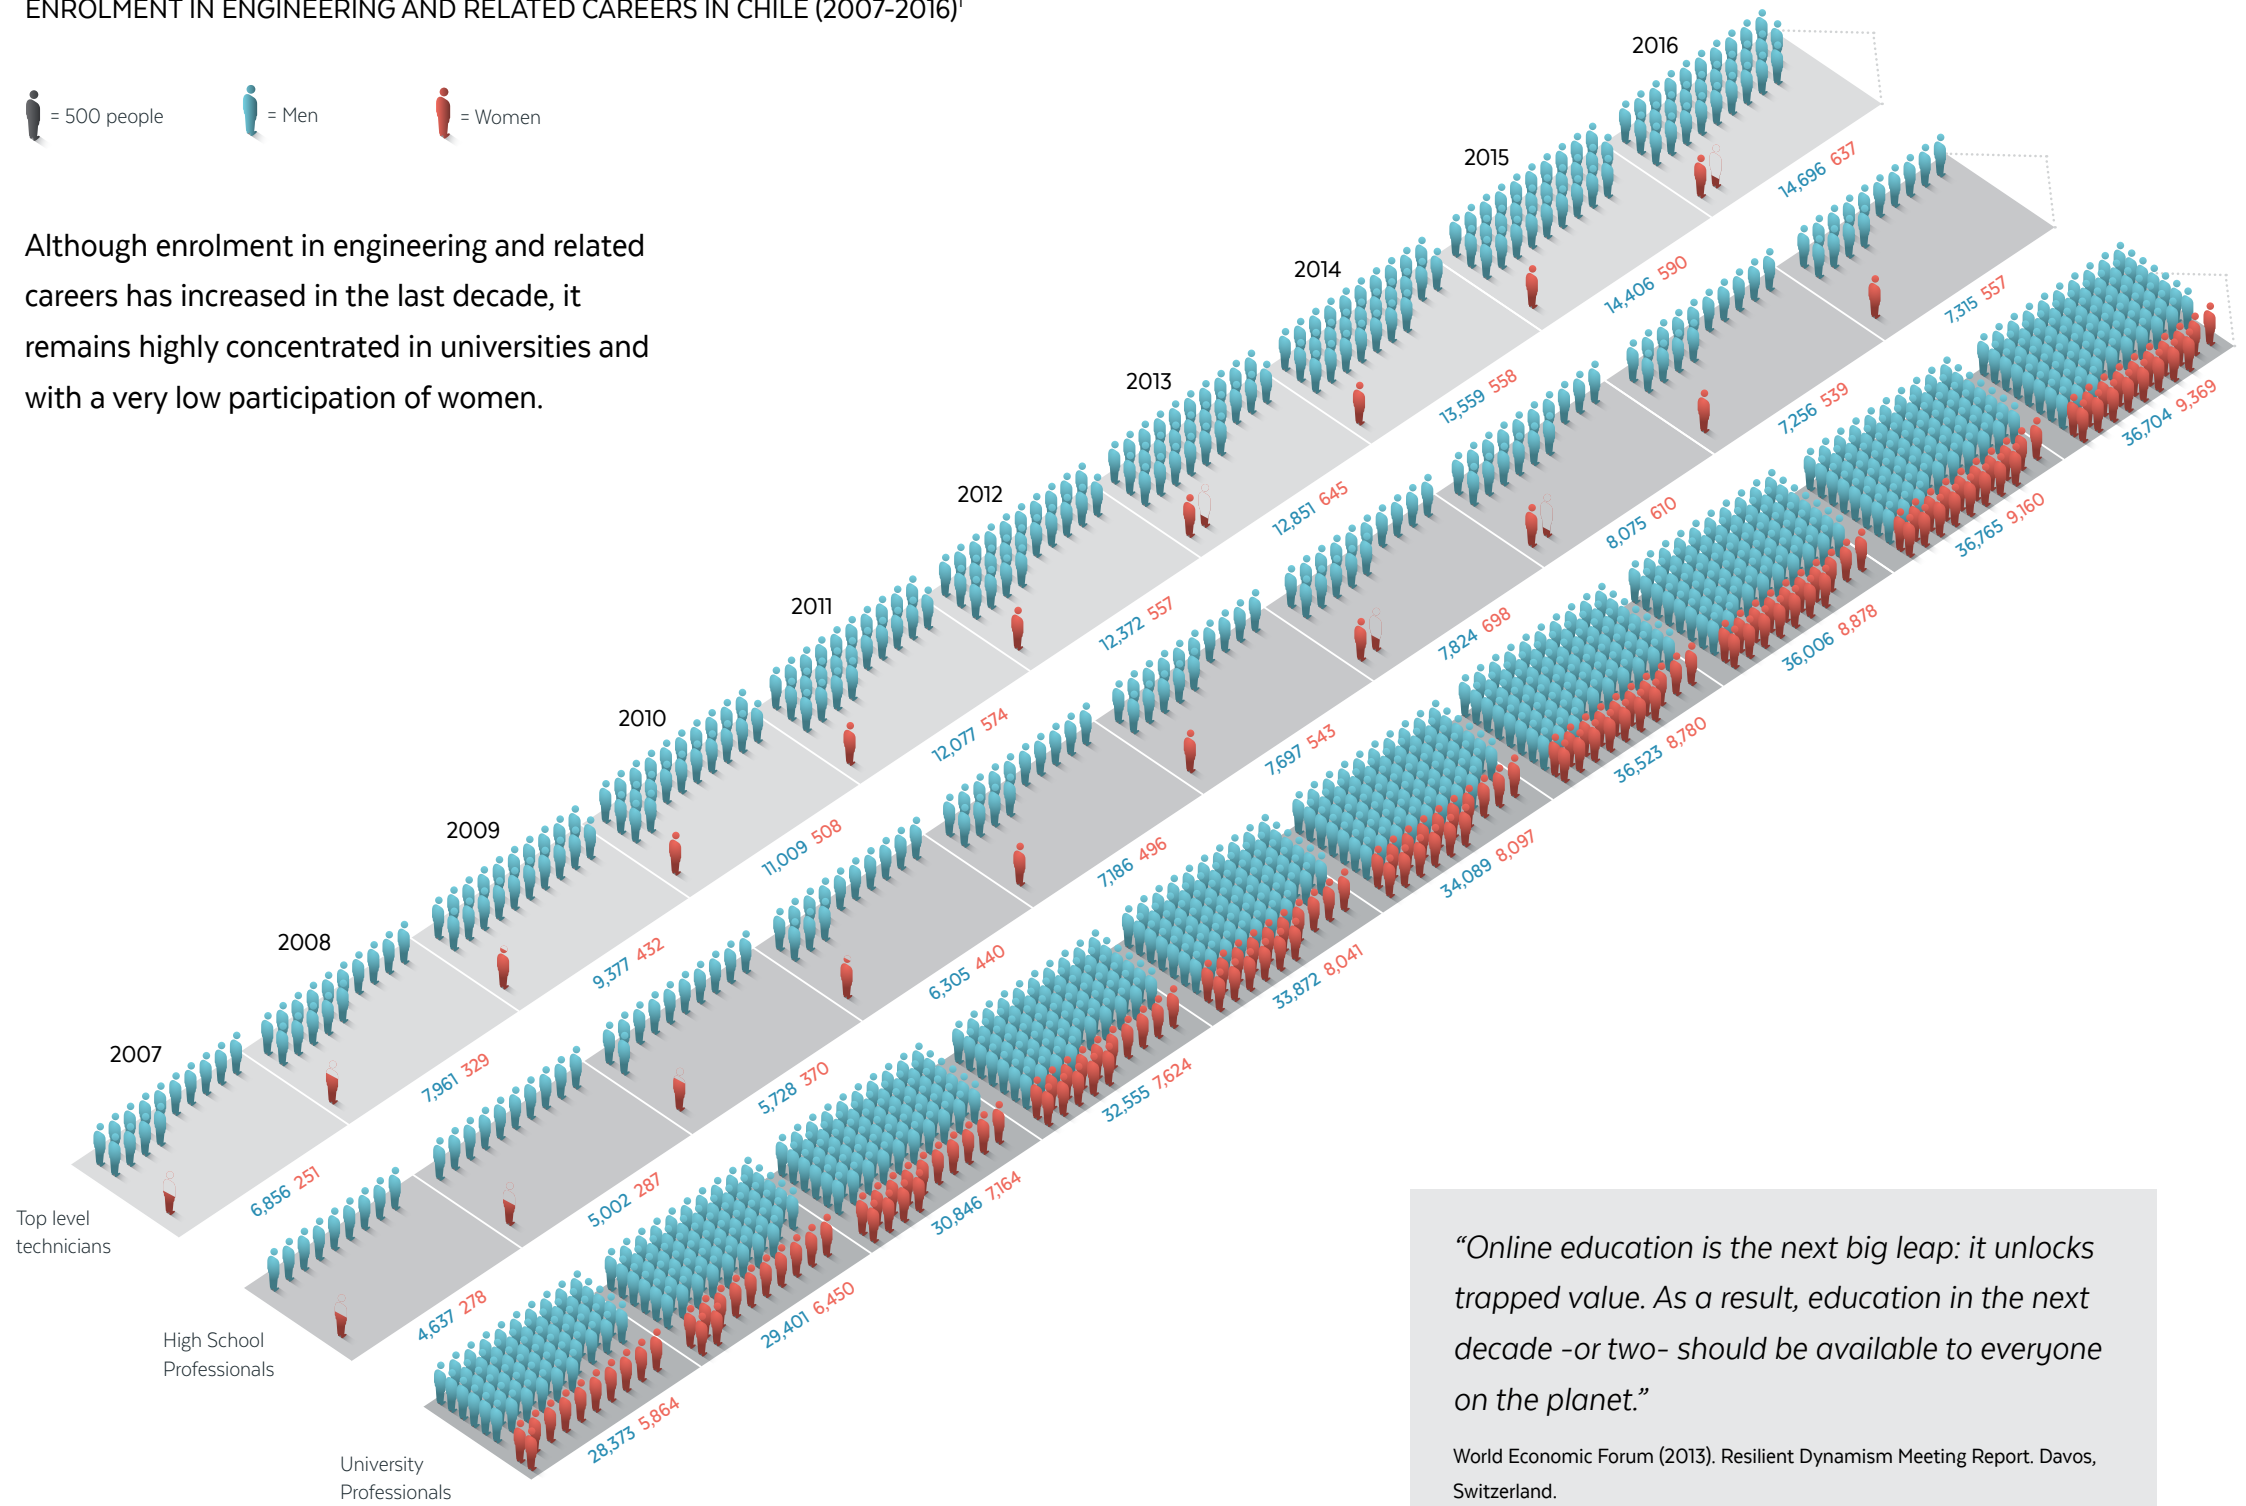 ENROLMENT IN ENGINEERING AND RELATED CAREERS IN CHILE (2007-2016)¹
= 500 people
= Men
= Women
Although enrolment in engineering and related
careers has increased in the last decade, it
remains highly concentrated in universities and
with a very low participation of women.
2016
2015
2014
2013
2012
2011
2010
2009
2008
2007
14,696 637
14,406 590
13,559 558
12,851 645
12,372 557
12,077 574
11,009 508
9,377 432
7,961 329
6,856 251
Top level
technicians
7,315 557
7,256 539
8,075 610
7,824 698
7,697 543
7,186 496
6,305 440
5,728 370
5,002 287
4,637 278
High School
Professionals
36,704 9,369
36,765 9,160
36,006 8,878
36,523 8,780
34,089 8,097
33,872 8,041
32,555 7,624
30,846 7,164
29,401 6,450
28,373 5,864
University
Professionals
“Online education is the next big leap: it unlocks
trapped value. As a result, education in the next
decade -or two- should be available to everyone
on the planet.”
World Economic Forum (2013). Resilient Dynamism Meeting Report. Davos,
Switzerland.